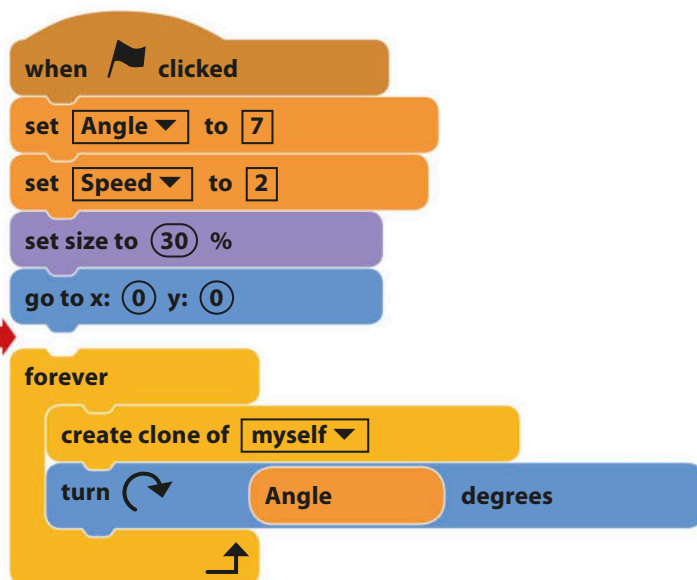 when clicked
set Angle to 7
set Speed to 2
set size to 30 %
go to x: 0 y: 0
forever
create clone of myself
turn Angle degrees